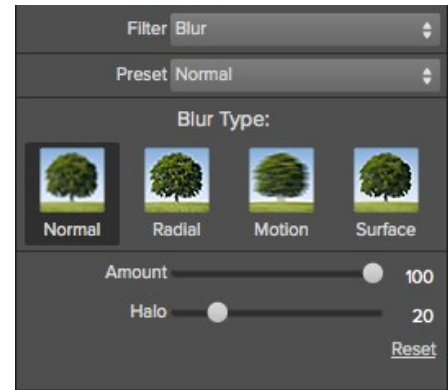 Filter Blur
Preset Normal
Blur Type:
Normal Radial Motion Surface
Amount 100
Halo 20
Reset